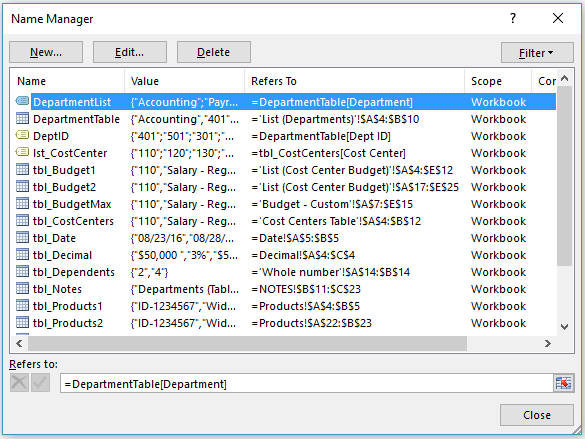 Name Manager ? ×
New... Edit... Delete Filter
Name Value Refers To Scope Cor
DepartmentList {"Accounting";"Payr... =DepartmentTable[Department] Workbook
DepartmentTable {"Accounting","401"... ='List (Departments)'!$A$4:$B$10 Workbook
DeptID {"401";"501";"301";"... =DepartmentTable[Dept ID] Workbook
lst_CostCenter {"110";"120";"130";"... =tbl_CostCenters[Cost Center] Workbook
tbl_Budget1 {"110","Salary - Reg... ='List (Cost Center Budget)'!$A$4:$E$12 Workbook
tbl_Budget2 {"110","Salary - Reg... ='List (Cost Center Budget)'!$A$17:$E$25 Workbook
tbl_BudgetMax {"110","Salary - Reg... ='Budget - Custom'!$A$7:$E$15 Workbook
tbl_CostCenters {"110","Salary - Reg... ='Cost Centers Table'!$A$4:$B$12 Workbook
tbl_Date {"08/23/16","08/28/... =Date!$A$5:$B$5 Workbook
tbl_Decimal {"$50,000 ","3%","$5... =Decimal!$A$4:$C$4 Workbook
tbl_Dependents {"2","4"} ='Whole number'!$A$14:$B$14 Workbook
tbl_Notes {"Departments (Tabl... =NOTES!$B$11:$C$23 Workbook
tbl_Products1 {"ID-1234567","Wid... =Products!$A$4:$B$5 Workbook
tbl_Products2 {"ID-1234567","Wid... =Products!$A$22:$B$23 Workbook
Refers to:
=DepartmentTable[Department]
Close